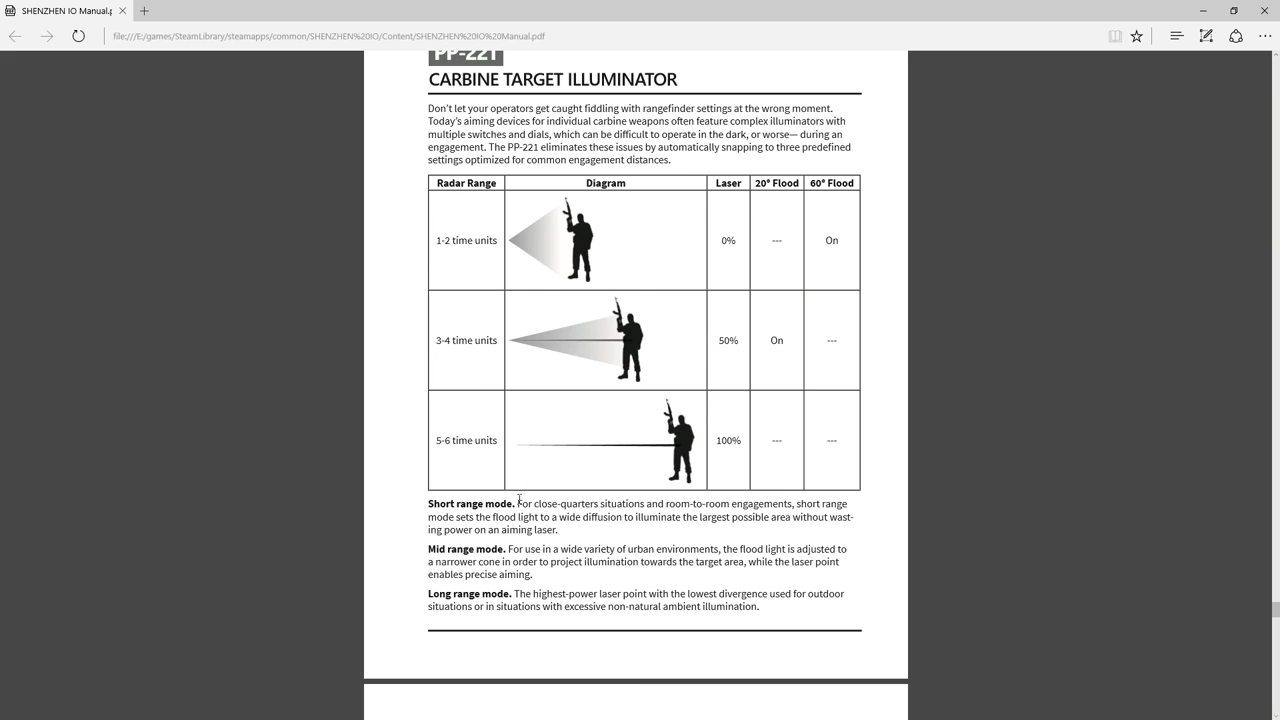 SHENZHEN IO Manual.p
file:///E:/games/SteamLibrary/steamapps/common/SHENZHEN%20IO/Content/SHENZHEN%20IO%20Manual.pdf
PP-221
CARBINE TARGET ILLUMINATOR
Don't let your operators get caught fiddling with rangefinder settings at the wrong moment.
Today's aiming devices for individual carbine weapons often feature complex illuminators with
multiple switches and dials, which can be difficult to operate in the dark, or worse— during an
engagement. The PP-221 eliminates these issues by automatically snapping to three predefined
settings optimized for common engagement distances.
Radar Range Diagram Laser 20° Flood 60° Flood
1-2 time units 0% --- On
3-4 time units 50% On ---
5-6 time units 100% --- ---
Short range mode. For close-quarters situations and room-to-room engagements, short range
mode sets the flood light to a wide diffusion to illuminate the largest possible area without wast-
ing power on an aiming laser.
Mid range mode. For use in a wide variety of urban environments, the flood light is adjusted to
a narrower cone in order to project illumination towards the target area, while the laser point
enables precise aiming.
Long range mode. The highest-power laser point with the lowest divergence used for outdoor
situations or in situations with excessive non-natural ambient illumination.